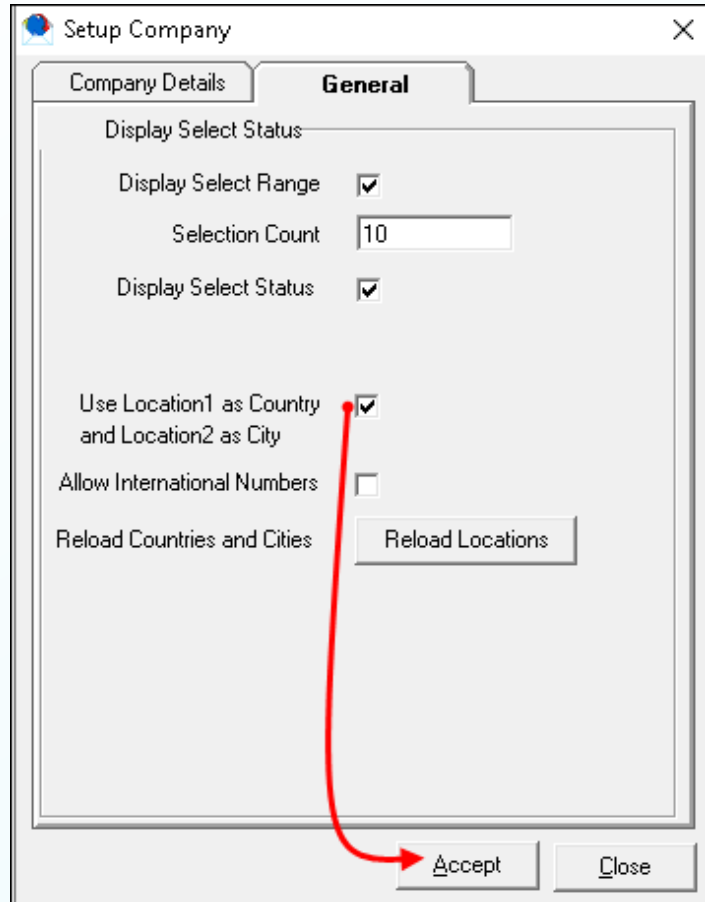 Setup Company
Company Details
General
Display Select Status
Display Select Range
Selection Count
10
Display Select Status
Use Location1 as Country
and Location2 as City
Allow International Numbers
Reload Countries and Cities
Reload Locations
Accept
Close